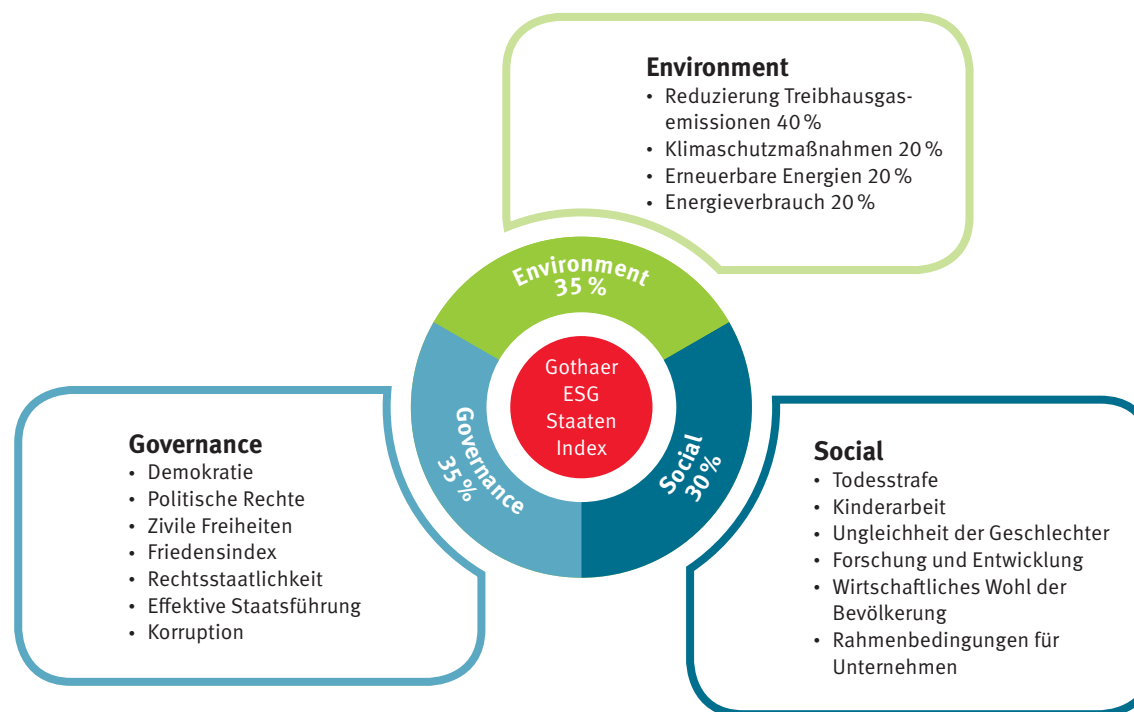 Environment
• Reduzierung Treibhausgas-
emissionen 40 %
• Klimaschutzmaßnahmen 20 %
• Erneuerbare Energien 20 %
• Energieverbrauch 20 %
Environment
35 %
Gothaer
ESG
Staaten
Index
Governance
35 %
Social
30 %
Governance
• Demokratie
• Politische Rechte
• Zivile Freiheiten
• Friedensindex
• Rechtsstaatlichkeit
• Effektive Staatsführung
• Korruption
Social
• Todesstrafe
• Kinderarbeit
• Ungleichheit der Geschlechter
• Forschung und Entwicklung
• Wirtschaftliches Wohl der
Bevölkerung
• Rahmenbedingungen für
Unternehmen